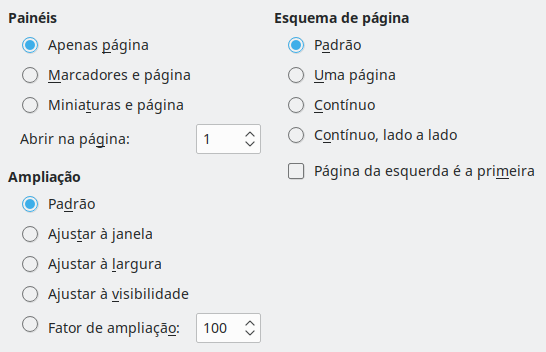 Painéis
Apenas página
Marcadores e página
Miniaturas e página
Abrir na página: 1
Ampliação
Padrão
Ajustar à janela
Ajustar à largura
Ajustar à visibilidade
Fator de ampliação: 100
Esquema de página
Padrão
Uma página
Contínuo
Contínuo, lado a lado
Página da esquerda é a primeira